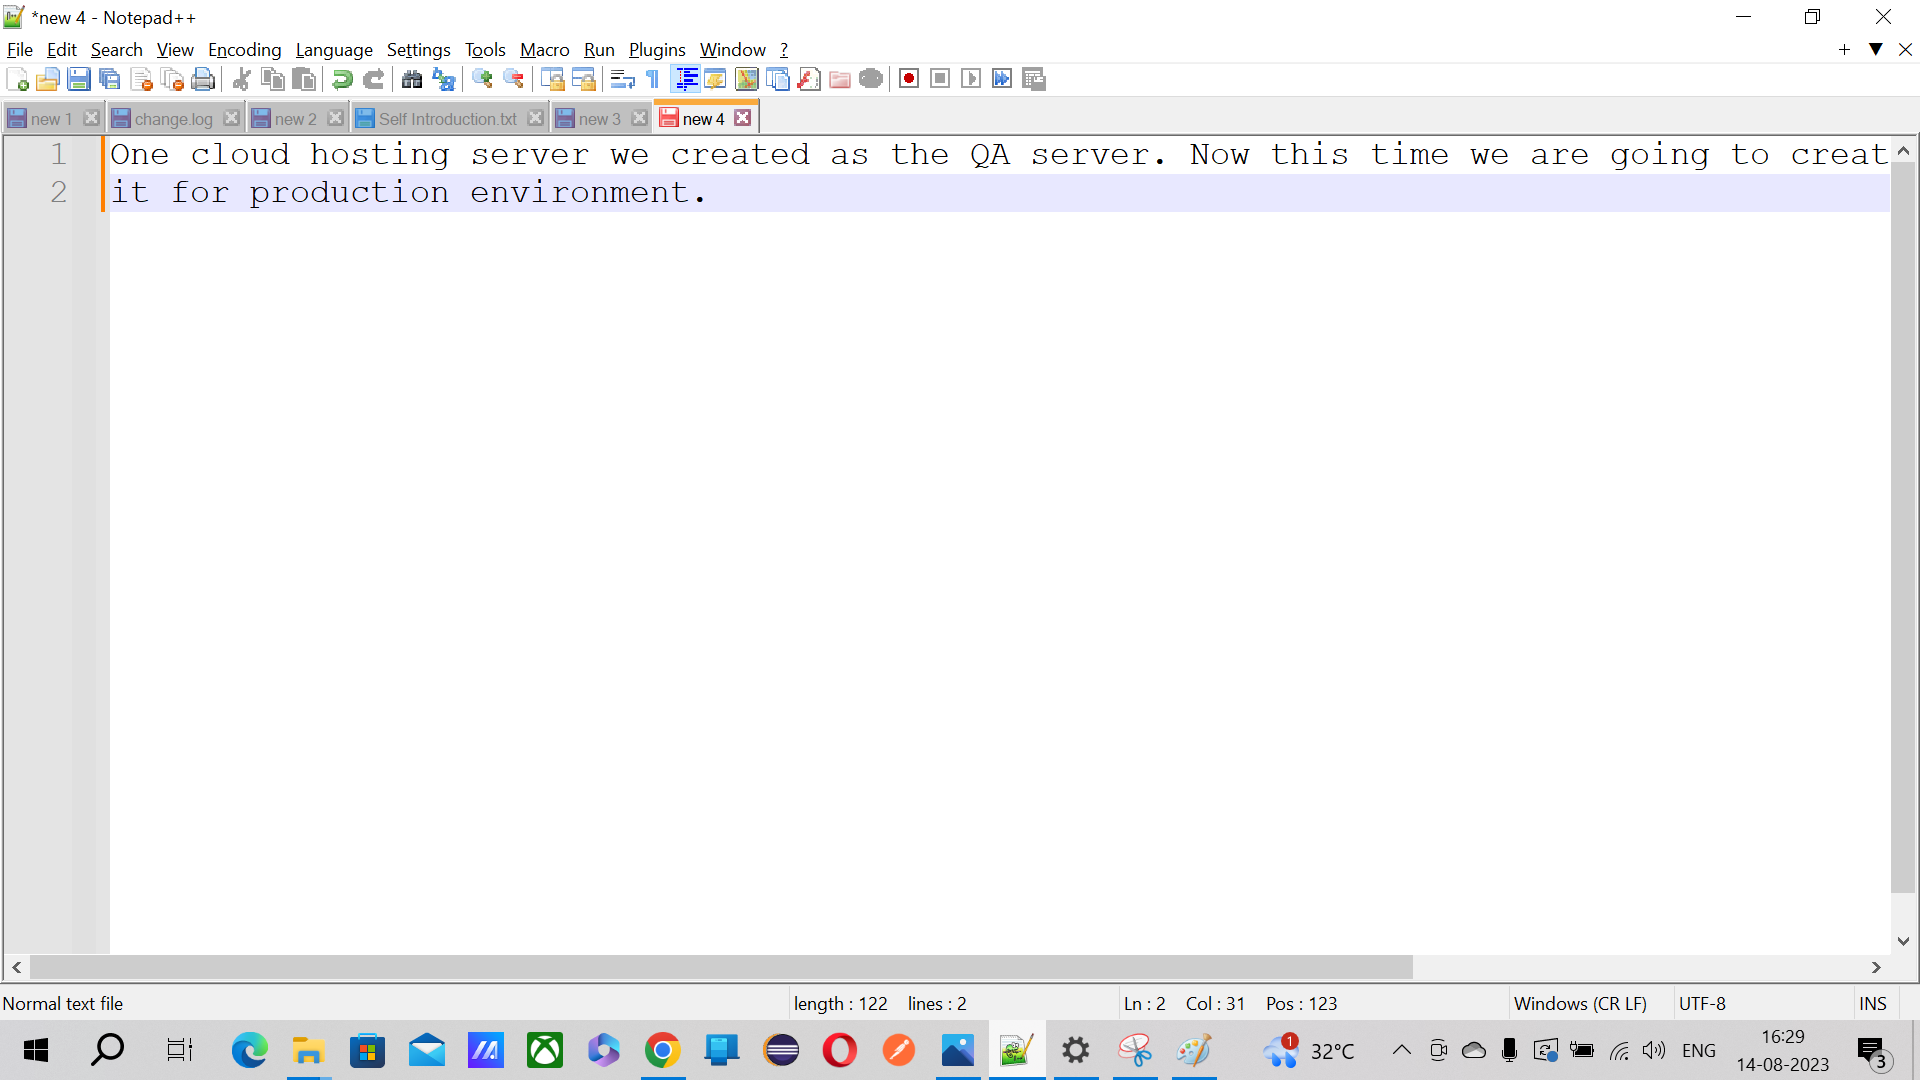 *new 4 - Notepad++
File Edit Search View Encoding Language Settings Tools Macro Run Plugins Window ?
new 1 change.log new 2 Self Introduction.txt new 3 new 4
1 One cloud hosting server we created as the QA server. Now this time we are going to creat
2 it for production environment.
Normal text file length : 122 lines : 2 Ln : 2 Col : 31 Pos : 123 Windows (CR LF) UTF-8 INS
1 32°C ENG 16:29
14-08-2023 3